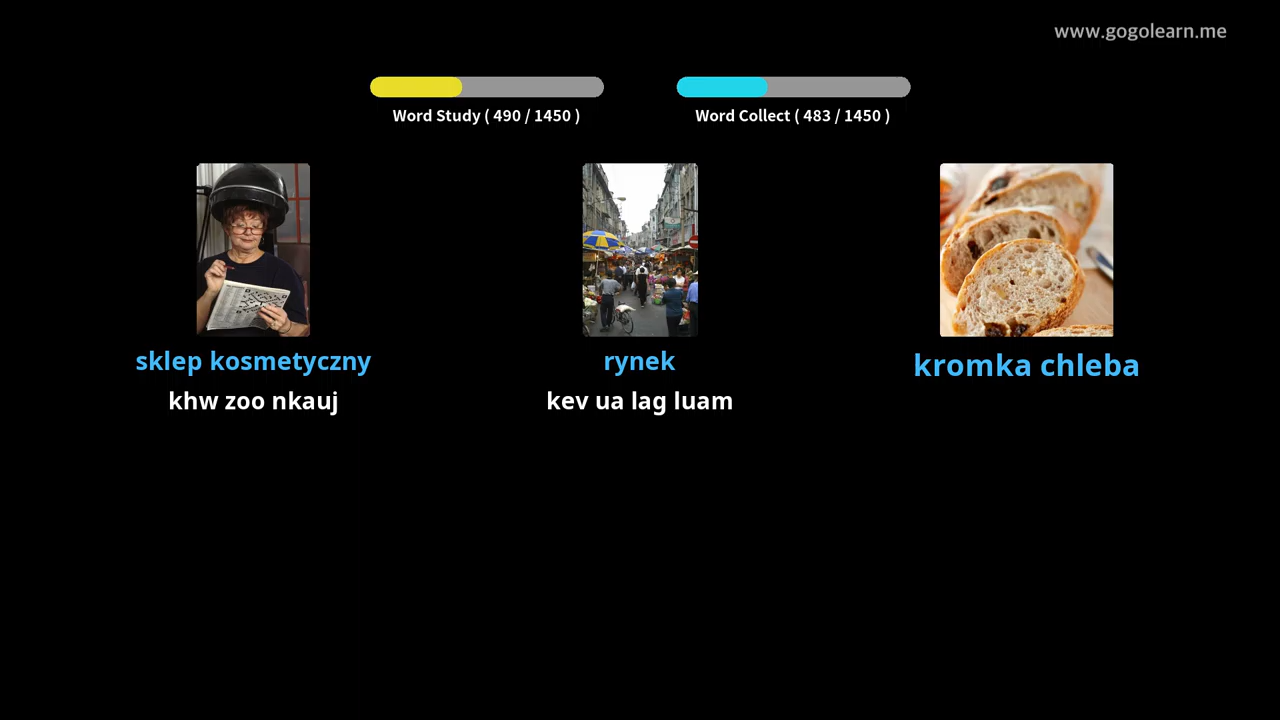 www.gogolearn.me
Word Study ( 490 / 1450 )
Word Collect ( 483 / 1450 )
sklep kosmetyczny
rynek
kromka chleba
khw zoo nkauj
kev ua lag luam